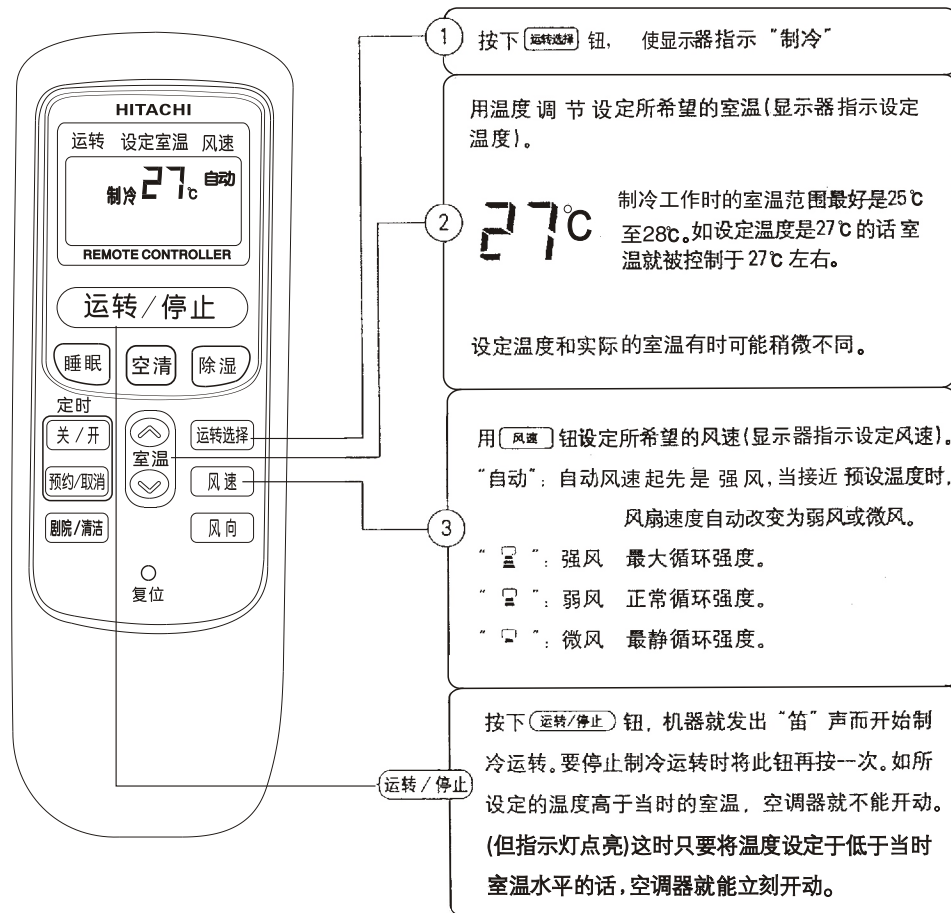 HITACHI
运转 设定室温 风速
制冷 27℃ 自动
REMOTE CONTROLLER
运转/停止
睡眠 空清 除湿
定时
关/开
室温
运转选择
预约/取消
风速
剧院/清洁
风向
复位
1
按下 运转选择 钮, 使显示器指示 “制冷”
2
用温度 调 节 设定所希望的室温(显示器指示设定
温度)。
27℃
制冷工作时的室温范围最好是25℃
至28℃。如设定温度是27℃的话室
温就被控制于27℃左右。
设定温度和实际的室温有时可能稍微不同。
3
用 风速 钮设定所希望的风速(显示器指示设定风速)。
“自动”: 自动风速起先是 强 风, 当接近 预设温度时,
风扇速度自动改变为弱风或微风。
“ ”: 强风 最大循环强度。
“ ”: 弱风 正常循环强度。
“ ”: 微风 最静循环强度。
运转/停止
按下 运转/停止 钮, 机器就发出 “笛” 声而开始制
冷运转。要停止制冷运转时将此钮再按一次。如所
设定的温度高于当时的室温, 空调器就不能开动。
(但指示灯点亮)这时只要将温度设定于低于当时
室温水平的话,空调器就能立刻开动。